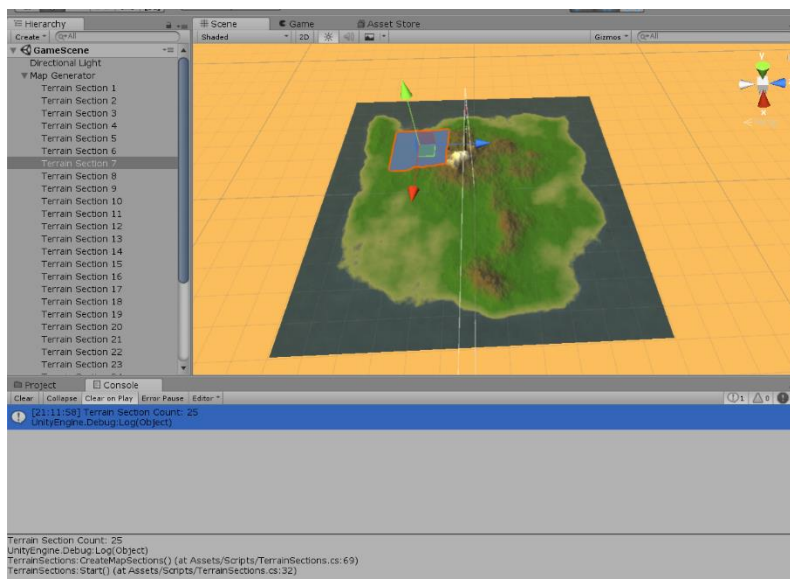 Hierarchy
Create
All
GameScene
Directional Light
Map Generator
Terrain Section 1
Terrain Section 2
Terrain Section 3
Terrain Section 4
Terrain Section 5
Terrain Section 6
Terrain Section 7
Terrain Section 8
Terrain Section 9
Terrain Section 10
Terrain Section 11
Terrain Section 12
Terrain Section 13
Terrain Section 14
Terrain Section 15
Terrain Section 16
Terrain Section 17
Terrain Section 18
Terrain Section 19
Terrain Section 20
Terrain Section 21
Terrain Section 22
Terrain Section 23
Scene Game Asset Store
Shaded 2D Gizmos All
Y
x
Project Console
Clear Collapse Clear on Play Error Pause Editor 1 0
[21:11:58] Terrain Section Count: 25
UnityEngine.Debug:Log(Object)
Terrain Section Count: 25
UnityEngine.Debug:Log(Object)
TerrainSections:CreateMapSections() (at Assets/Scripts/TerrainSections.cs:69)
TerrainSections:Start() (at Assets/Scripts/TerrainSections.cs:32)